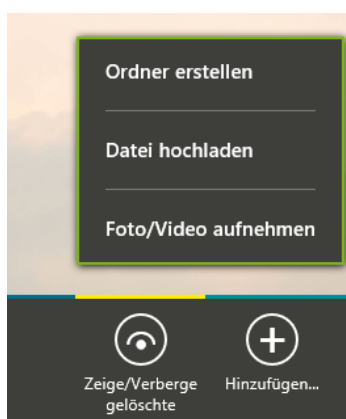 Ordner erstellen
Datei hochladen
Foto/Video aufnehmen
Zeige/Verberge
gelöschte
Hinzufügen...